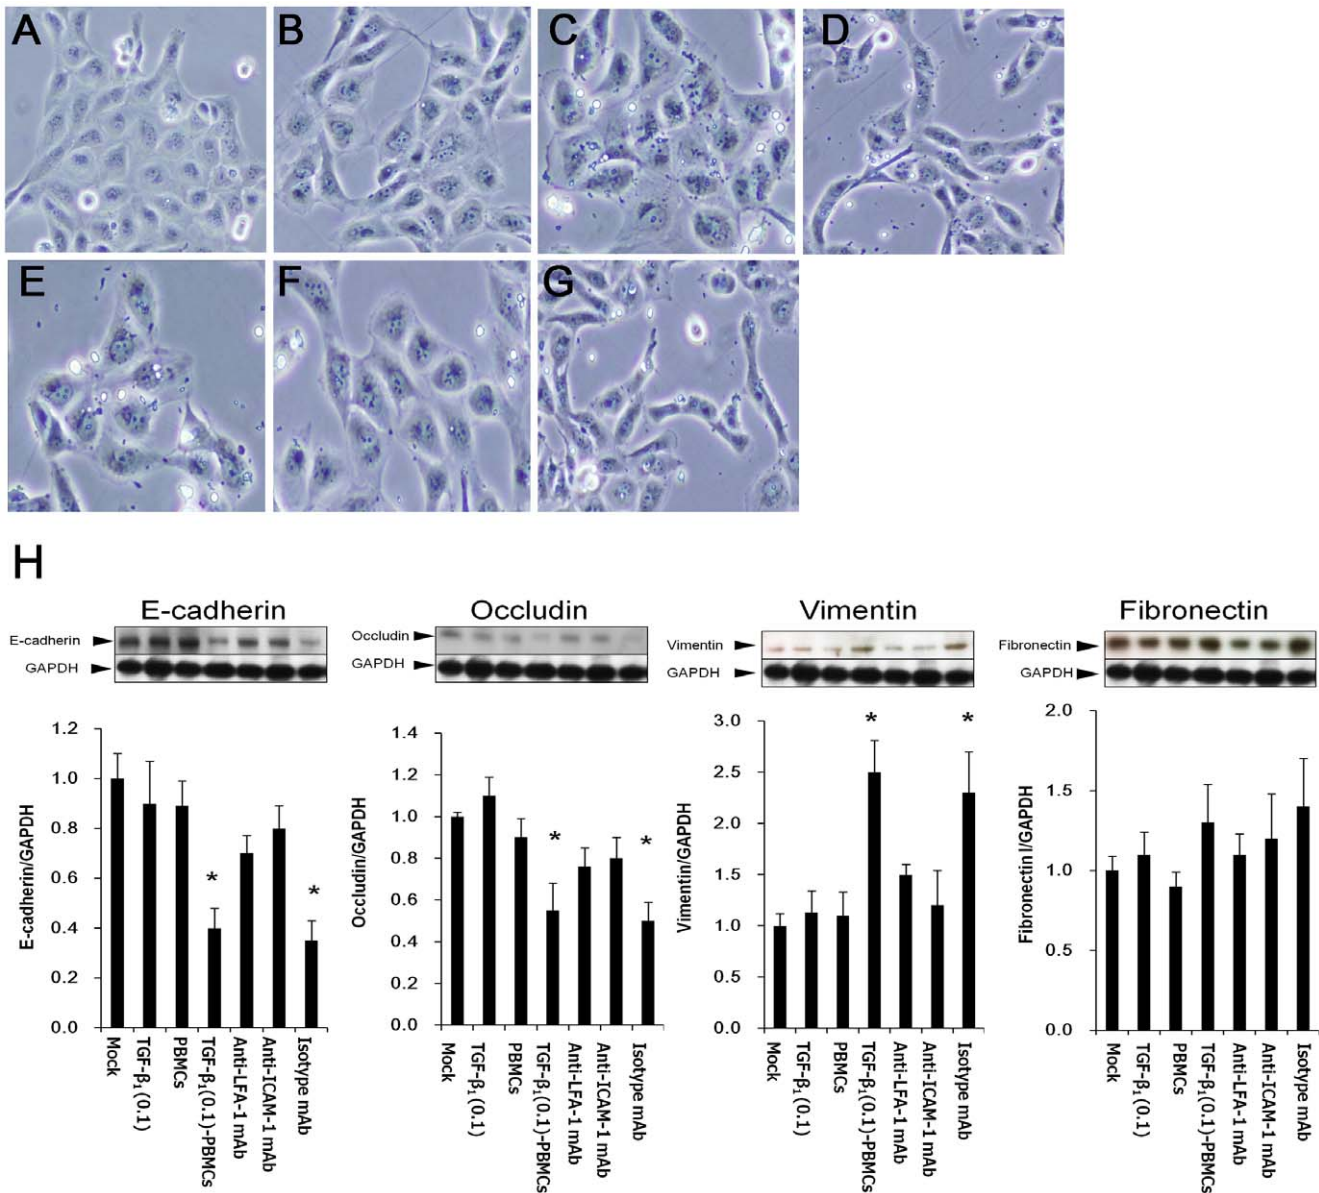 A B C D
E F G
H
E-cadherin Occludin Vimentin Fibronectin
E-cadherin
GAPDH
Occludin
GAPDH
Vimentin
GAPDH
Fibronectin
GAPDH
E-cadherin/GAPDH
1.2
1.0
0.8
0.6
0.4
0.2
0.0
*
*
Mock
TGF-β₁(0.1)
PBMCs
TGF-β₁(0.1)-PBMCs
Anti-LFA-1 mAb
Anti-ICAM-1 mAb
Isotype mAb
Occludin/GAPDH
1.4
1.2
1.0
0.8
0.6
0.4
0.2
0.0
*
*
Mock
TGF-β₁(0.1)
PBMCs
TGF-β₁(0.1)-PBMCs
Anti-LFA-1 mAb
Anti-ICAM-1 mAb
Isotype mAb
Vimentin/GAPDH
3.0
2.5
2.0
1.5
1.0
0.5
0.0
*
*
Mock
TGF-β₁(0.1)
PBMCs
TGF-β₁(0.1)-PBMCs
Anti-LFA-1 mAb
Anti-ICAM-1 mAb
Isotype mAb
Fibronectin I/GAPDH
2.0
1.5
1.0
0.5
0.0
Mock
TGF-β₁(0.1)
PBMCs
TGF-β₁(0.1)-PBMCs
Anti-LFA-1 mAb
Anti-ICAM-1 mAb
Isotype mAb